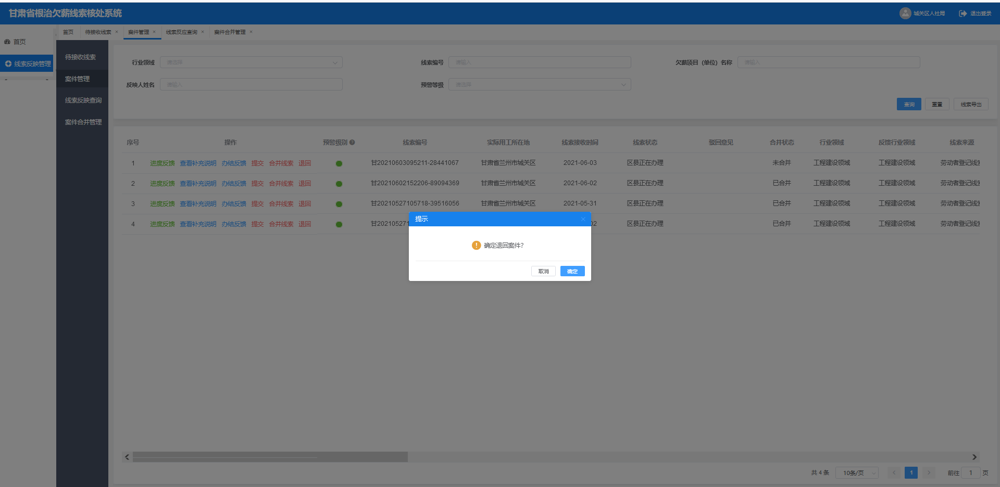 甘肃省根治欠薪线索核处系统
城关区人社局 退出登录
首页 待接收线索 × 案件管理 × 线索反应查询 × 案件合并管理 ×
首页
线索反映管理
待接收线索
案件管理
线索反映查询
案件合并管理
行业领域 请选择 线索编号 请输入 欠薪项目（单位）名称 请输入
反映人姓名 请输入 预警等级 请选择
查询 重置 线索导出
序号 操作 预警级别 线索编号 实际用工所在地 线索接收时间 线索状态 驳回意见 合并状态 行业领域 反馈行业领域 线索来源
1 进度反馈 查看补充说明 办结反馈 提交 合并线索 退回 甘20210603095211-28441067 甘肃省兰州市城关区 2021-06-03 区县正在办理 未合并 工程建设领域 工程建设领域 劳动者登记线
2 进度反馈 查看补充说明 办结反馈 提交 合并线索 退回 甘20210602152206-89094369 甘肃省兰州市城关区 2021-06-02 区县正在办理 已合并 工程建设领域 工程建设领域 劳动者登记线
3 进度反馈 查看补充说明 办结反馈 提交 合并线索 退回 甘20210527105718-39516056 甘肃省兰州市城关区 2021-05-31 区县正在办理 已合并 工程建设领域 工程建设领域 劳动者登记线
4 进度反馈 查看补充说明 办结反馈 提交 合并线索 退回 甘202105271 02 区县正在办理 已合并 工程建设领域 工程建设领域 劳动者登记线
提示
确定退回案件?
取消 确定
共 4 条 10条/页 1 前往 1 页